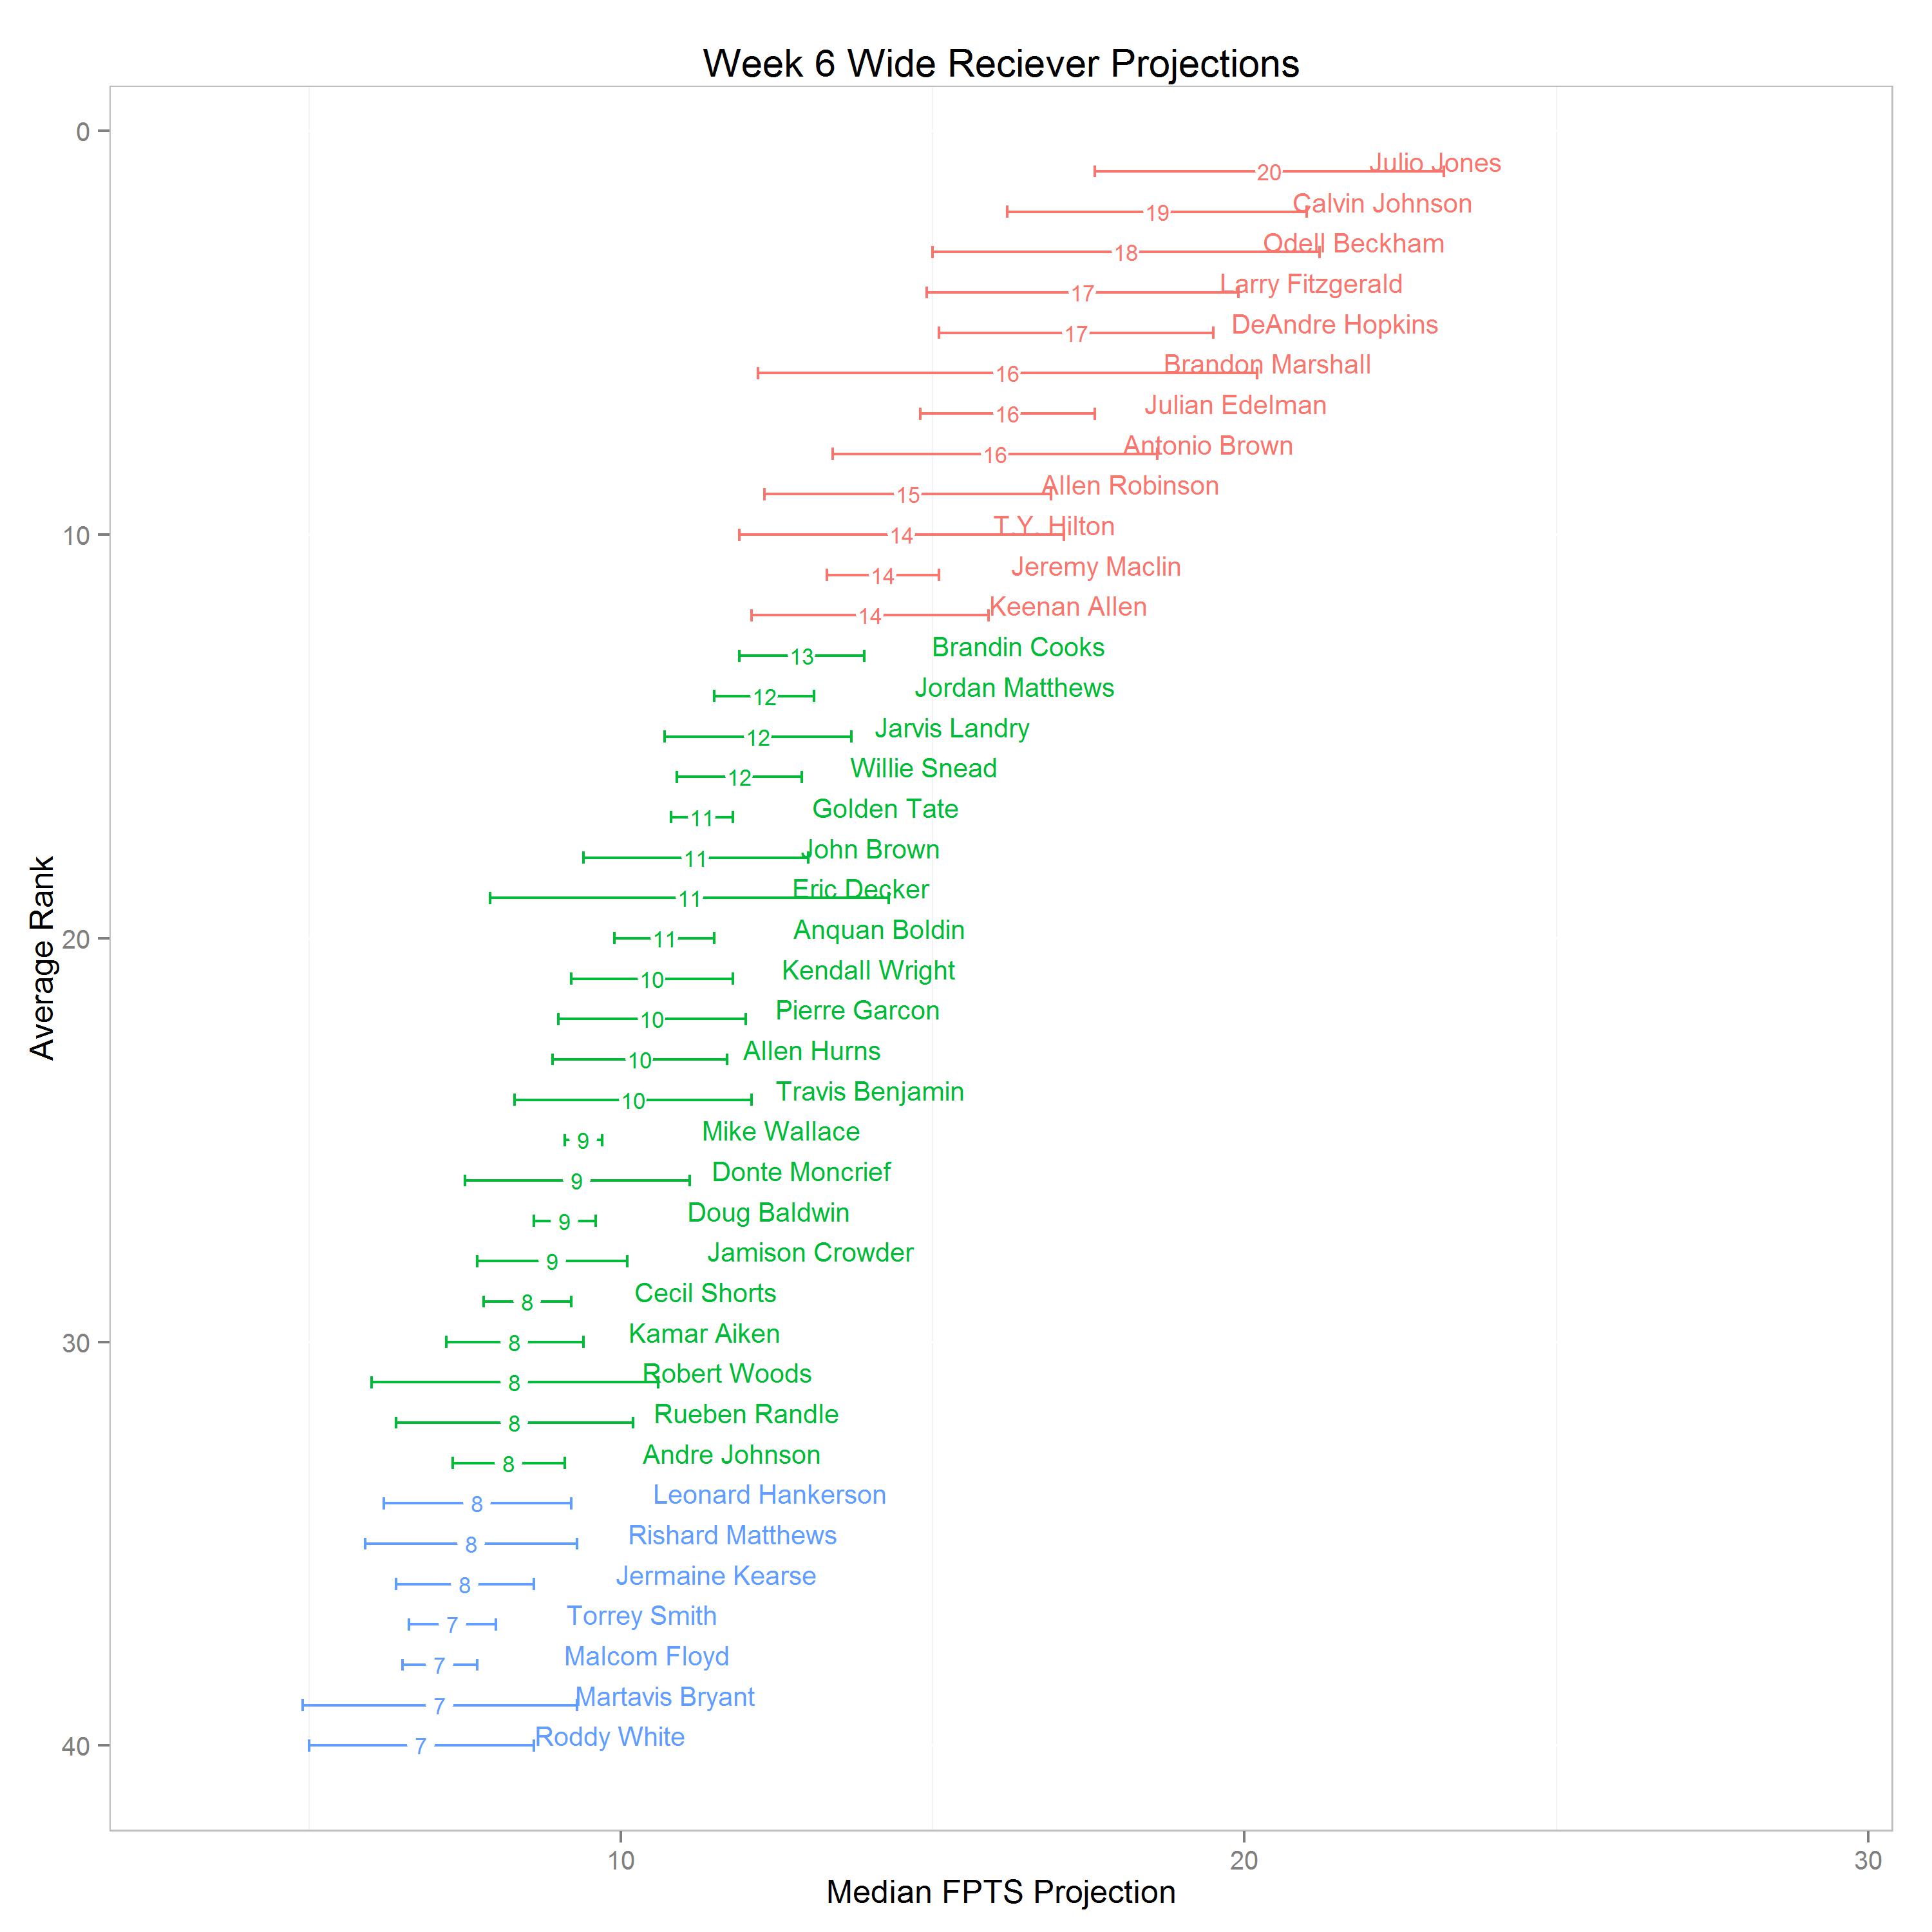 Week 6 Wide Reciever Projections
0
20 Julio Jones
19 Calvin Johnson
18 Odell Beckham
17 Larry Fitzgerald
17 DeAndre Hopkins
16 Brandon Marshall
16 Julian Edelman
16 Antonio Brown
15 Allen Robinson
10 14 T.Y. Hilton
14 Jeremy Maclin
14 Keenan Allen
13 Brandin Cooks
12 Jordan Matthews
12 Jarvis Landry
12 Willie Snead
11 Golden Tate
11 John Brown
11 Eric Decker
20 11 Anquan Boldin
10 Kendall Wright
10 Pierre Garcon
10 Allen Hurns
10 Travis Benjamin
9 Mike Wallace
9 Donte Moncrief
9 Doug Baldwin
9 Jamison Crowder
8 Cecil Shorts
30 8 Kamar Aiken
8 Robert Woods
8 Rueben Randle
8 Andre Johnson
8 Leonard Hankerson
8 Rishard Matthews
8 Jermaine Kearse
7 Torrey Smith
7 Malcom Floyd
7 Martavis Bryant
40 7 Roddy White
Average Rank
10 20 30
Median FPTS Projection